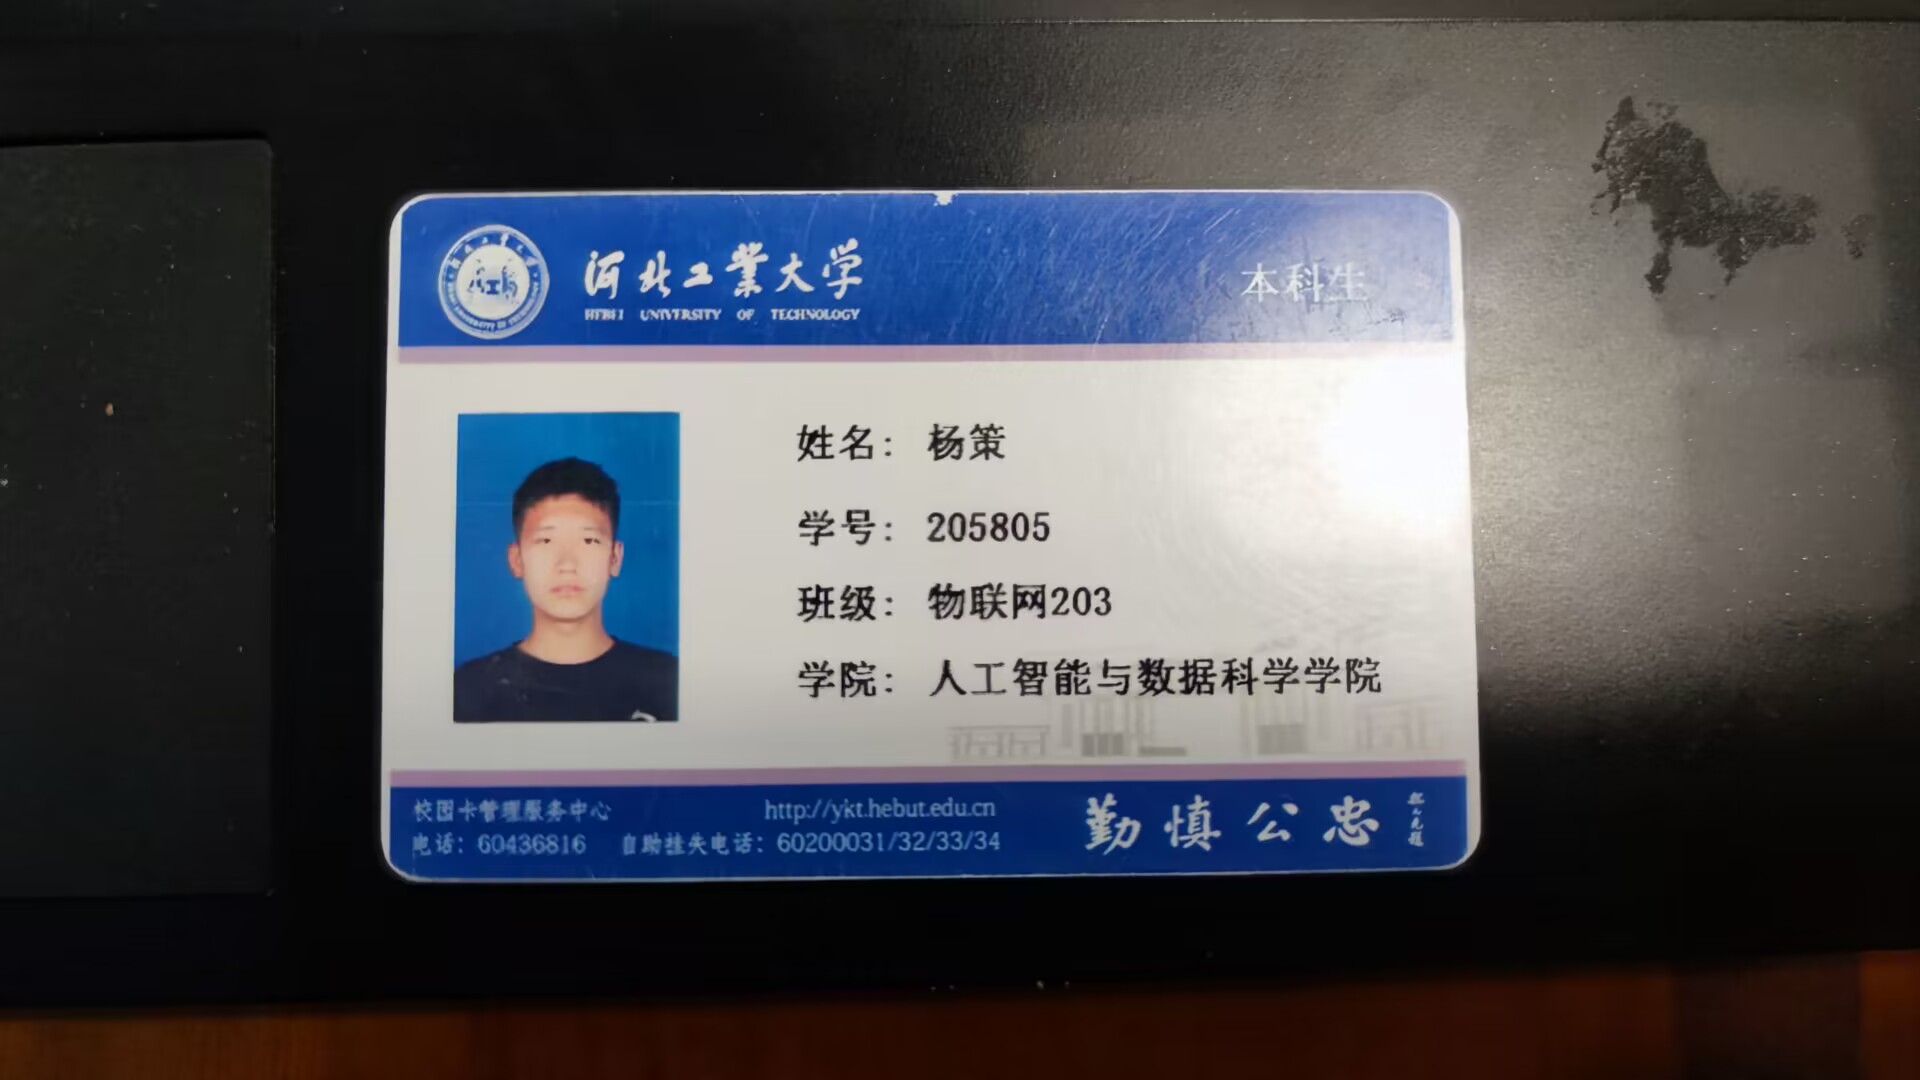 河北工業大学
HEBEI UNIVERSITY OF TECHNOLOGY
本科生
姓名： 杨策
学号： 205805
班级： 物联网203
学院： 人工智能与数据科学学院
校园卡管理服务中心
http://ykt.hebut.edu.cn
电话：60436816 自助挂失电话：60200031/32/33/34
勤慎公忠